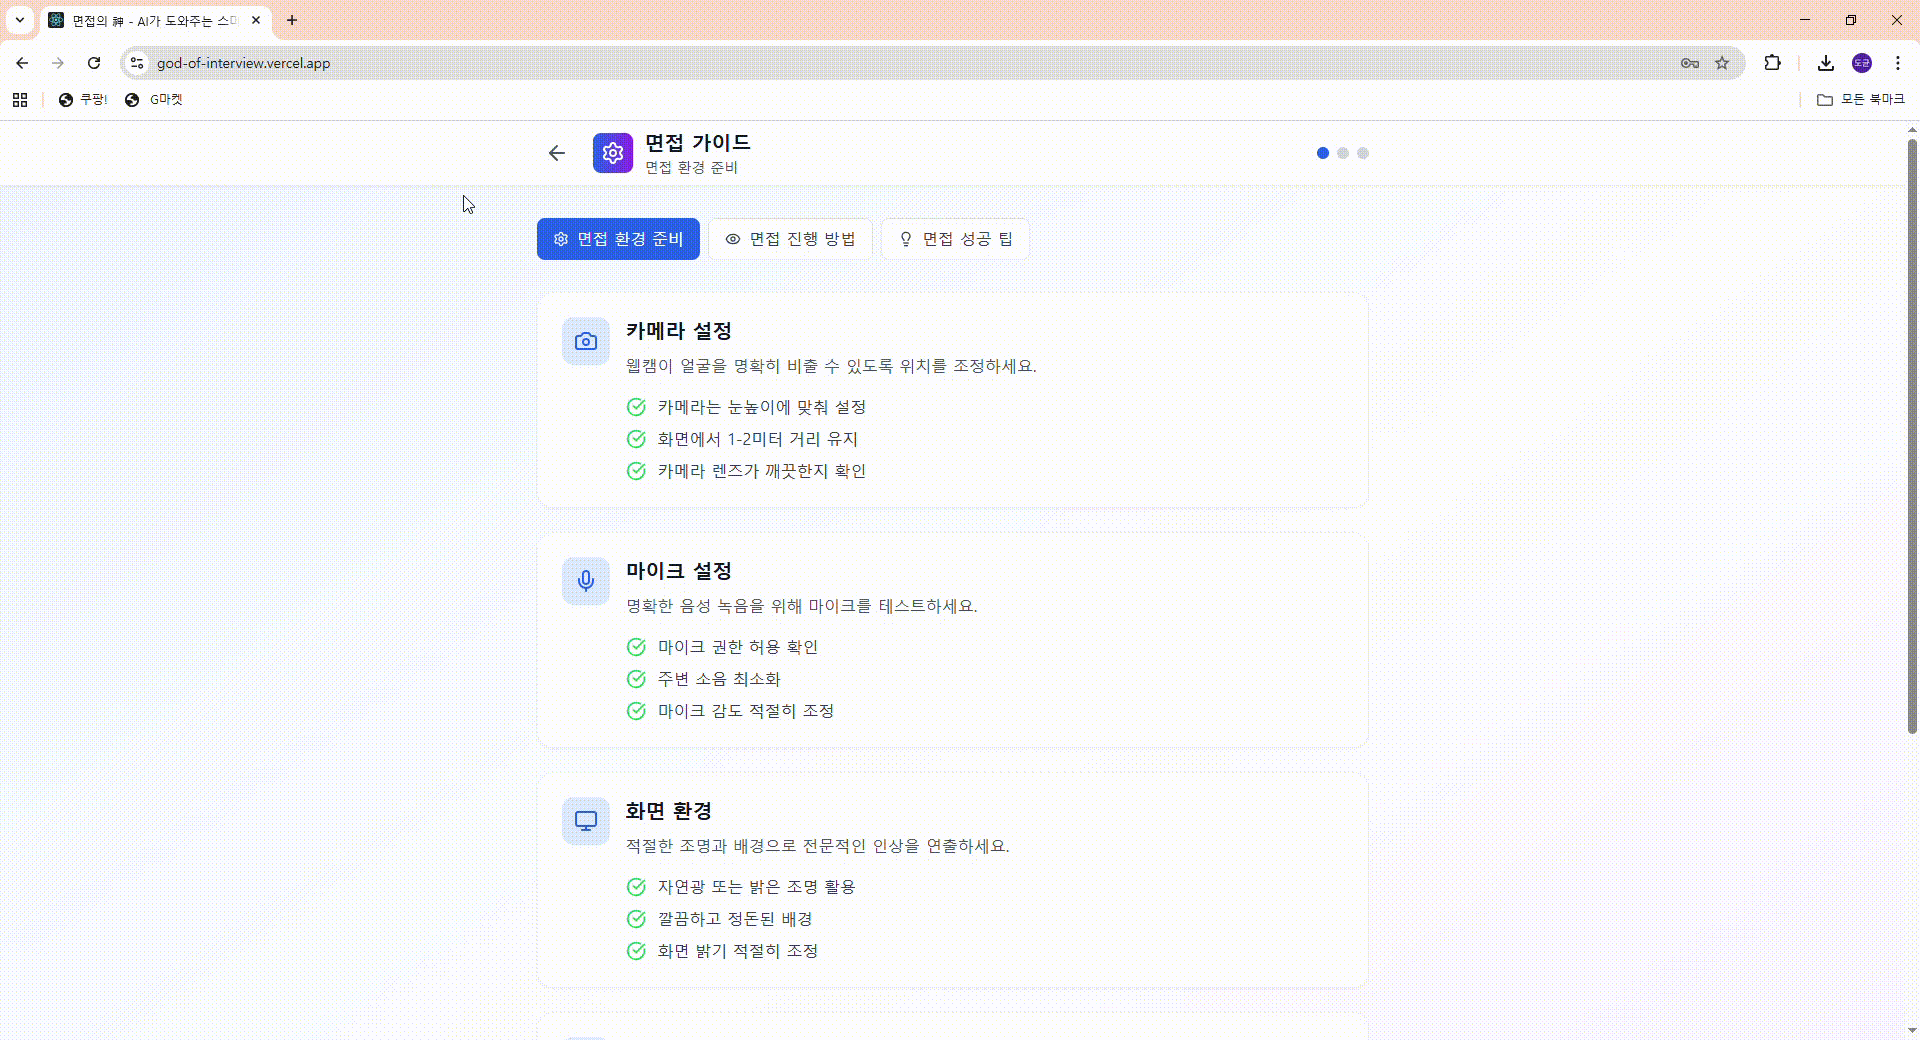 면접의 神 - AI가 도와주는 스마
god-of-interview.vercel.app
도균
쿠팡!
G마켓
모든 북마크
면접 가이드
면접 환경 준비
면접 환경 준비
면접 진행 방법
면접 성공 팁
카메라 설정
웹캠이 얼굴을 명확히 비출 수 있도록 위치를 조정하세요.
카메라는 눈높이에 맞춰 설정
화면에서 1-2미터 거리 유지
카메라 렌즈가 깨끗한지 확인
마이크 설정
명확한 음성 녹음을 위해 마이크를 테스트하세요.
마이크 권한 허용 확인
주변 소음 최소화
마이크 감도 적절히 조정
화면 환경
적절한 조명과 배경으로 전문적인 인상을 연출하세요.
자연광 또는 밝은 조명 활용
깔끔하고 정돈된 배경
화면 밝기 적절히 조정